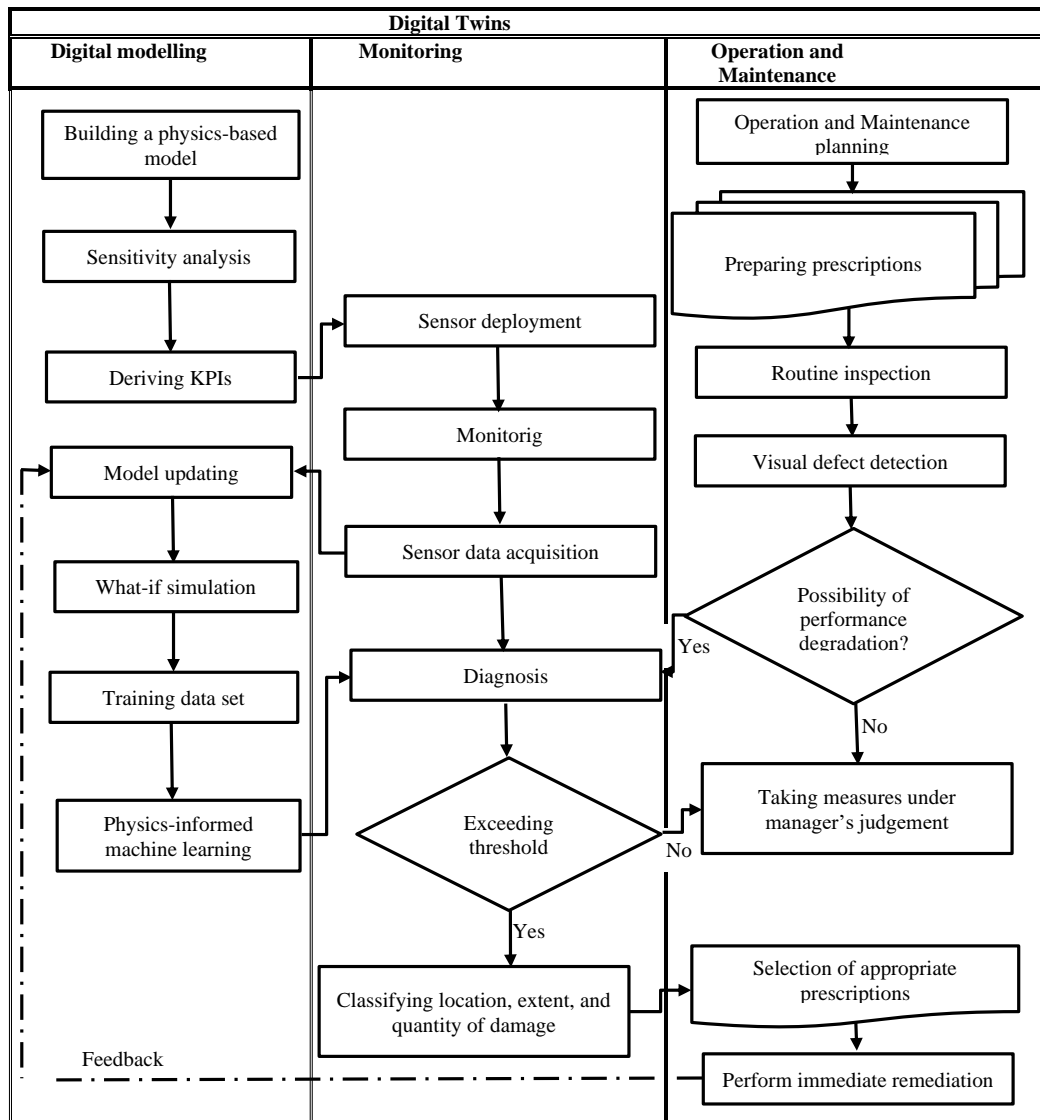 Digital Twins
Digital modelling
Monitoring
Operation and
Maintenance
Building a physics-based
model
Sensitivity analysis
Deriving KPIs
Model updating
What-if simulation
Training data set
Physics-informed
machine learning
Sensor deployment
Monitorig
Sensor data acquisition
Diagnosis
Exceeding
threshold
No
Yes
Classifying location, extent, and
quantity of damage
Operation and Maintenance
planning
Preparing prescriptions
Routine inspection
Visual defect detection
Possibility of
performance
degradation?
Yes
No
Taking measures under
manager’s judgement
Selection of appropriate
prescriptions
Perform immediate remediation
Feedback